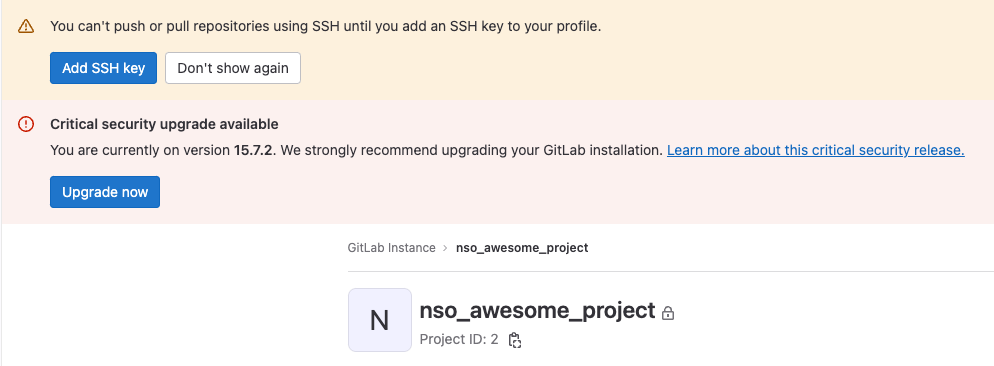 You can't push or pull repositories using SSH until you add an SSH key to your profile.
Add SSH key Don't show again
Critical security upgrade available
You are currently on version 15.7.2. We strongly recommend upgrading your GitLab installation. Learn more about this critical security release.
Upgrade now
GitLab Instance › nso_awesome_project
N
nso_awesome_project
Project ID: 2